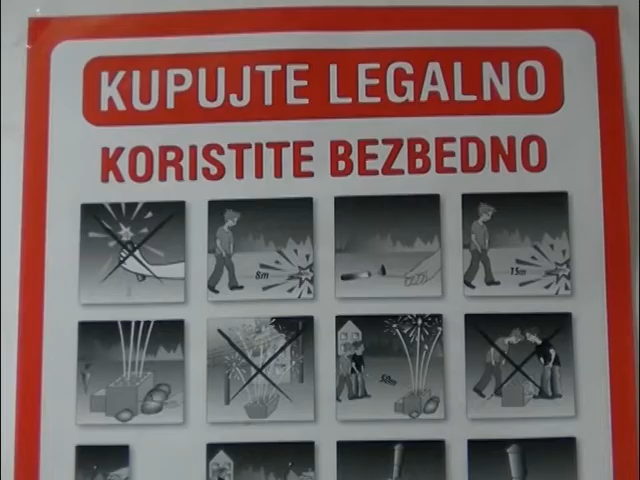 KUPUJTE LEGALNO
KORISTITE BEZBEDNO
8m
15m
50m